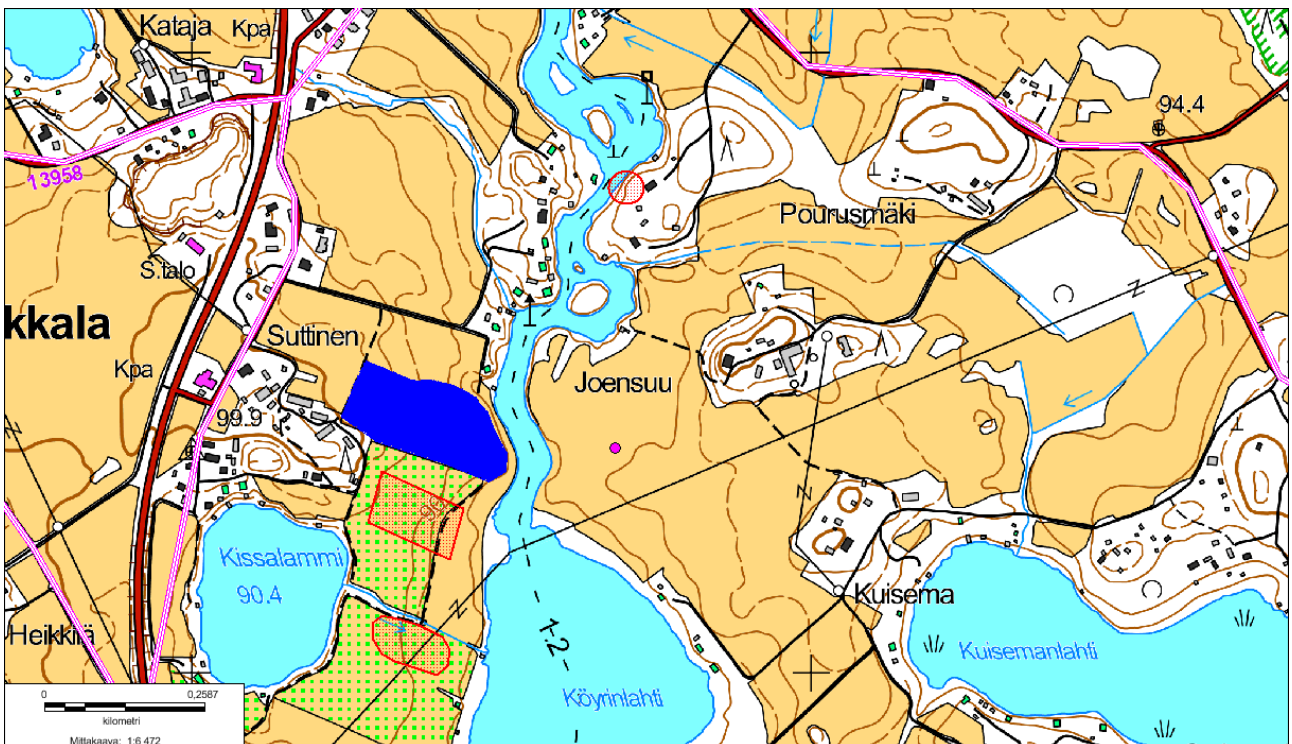 Kataja
Kpa
94.4
13958
Pourusmäki
S.talo
kkala
Suttinen
Kpa
Joensuu
99.9
Kissalammi
90.4
Kuisema
Heikkilä
1.2
Kuisemanlahti
Köyrinlahti
0
0,2587
kilometri
Mittakaava: 1:6 472